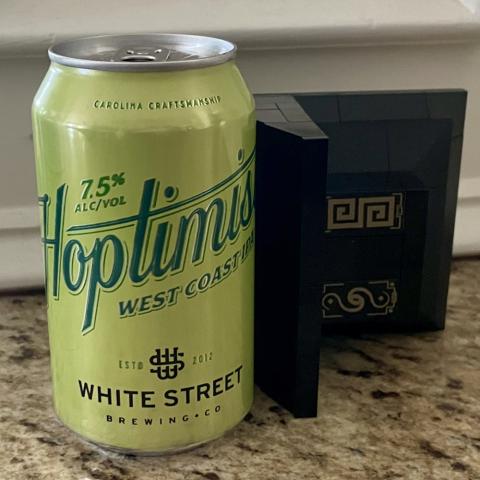 CAROLINA CRAFTSMANSHIP
7.5%
ALC/VOL
Hoptimis
WEST COAST IPA
ESTD 2012
WHITE STREET
BREWING CO